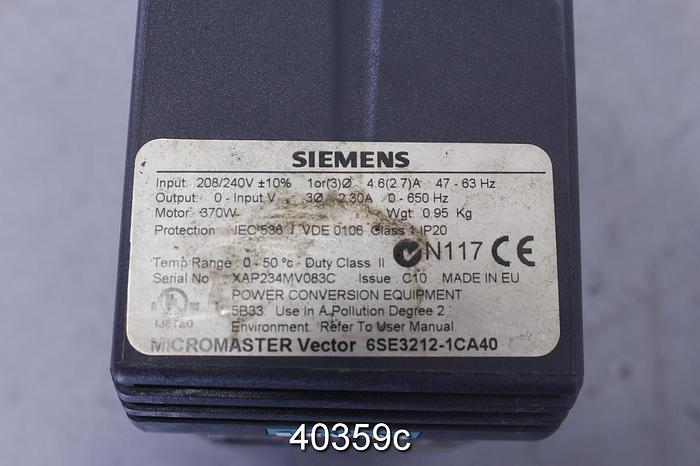 SIEMENS
Input: 208/240V ±10% 1or(3)Ø 4.6(2.7)A 47 - 63 Hz
Output: 0 - Input V 3Ø 2.30A 0 - 650 Hz
Motor: 370W Wgt: 0.95 Kg
Protection IEC 536 / VDE 0106 Class 1 IP20
N117 CE
Temp Range : 0 - 50 °c - Duty Class II
Serial No XAP234MV083C Issue : C10 MADE IN EU
UL POWER CONVERSION EQUIPMENT
LISTED 5B33 Use in A Pollution Degree 2
Environment. Refer To User Manual
MICROMASTER Vector 6SE3212-1CA40
40359c